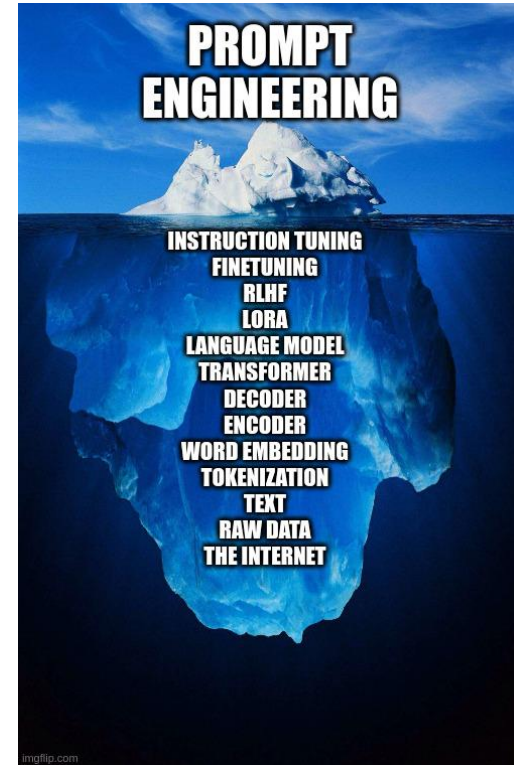 PROMPT
ENGINEERING
INSTRUCTION TUNING
FINETUNING
RLHF
LORA
LANGUAGE MODEL
TRANSFORMER
DECODER
ENCODER
WORD EMBEDDING
TOKENIZATION
TEXT
RAW DATA
THE INTERNET
imgflip.com